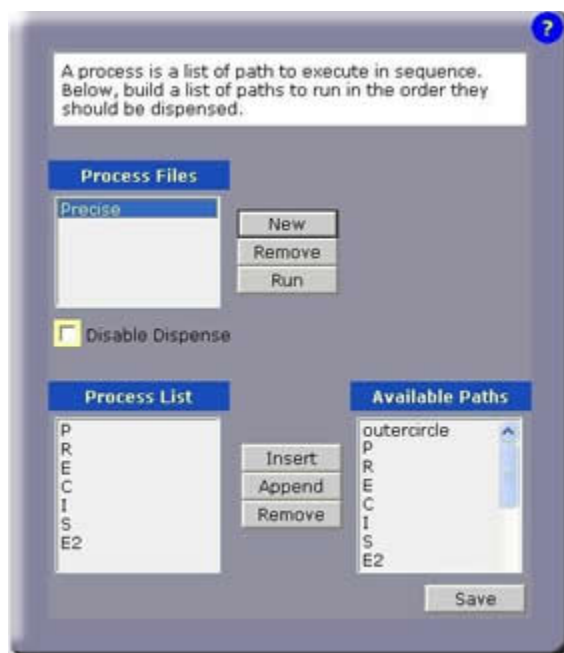 ?
A process is a list of path to execute in sequence.
Below, build a list of paths to run in the order they
should be dispensed.
Process Files
Precise
New
Remove
Run
Disable Dispense
Process List
P
R
E
C
I
S
E2
Insert
Append
Remove
Available Paths
outercircle
P
R
E
C
I
S
E2
Save